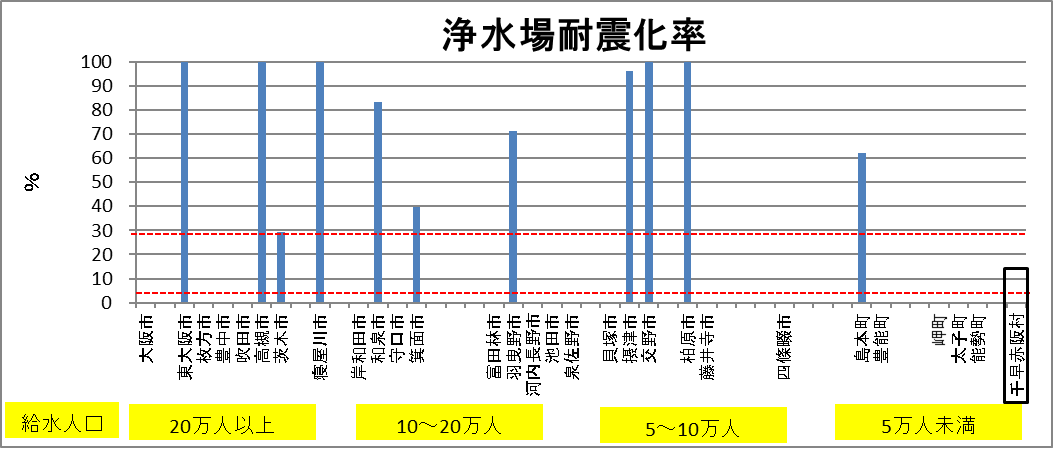 浄水場耐震化率
%
100
90
80
70
60
50
40
30
20
10
0
大阪市
東大阪市
枚方市
豊中市
吹田市
高槻市
茨木市
寝屋川市
岸和田市
和泉市
守口市
箕面市
富田林市
羽曳野市
河内長野市
池田市
泉佐野市
貝塚市
摂津市
交野市
柏原市
藤井寺市
四條畷市
島本町
豊能町
岬町
太子町
能勢町
千早赤阪村
給水人口
20万人以上
10～20万人
5～10万人
5万人未満